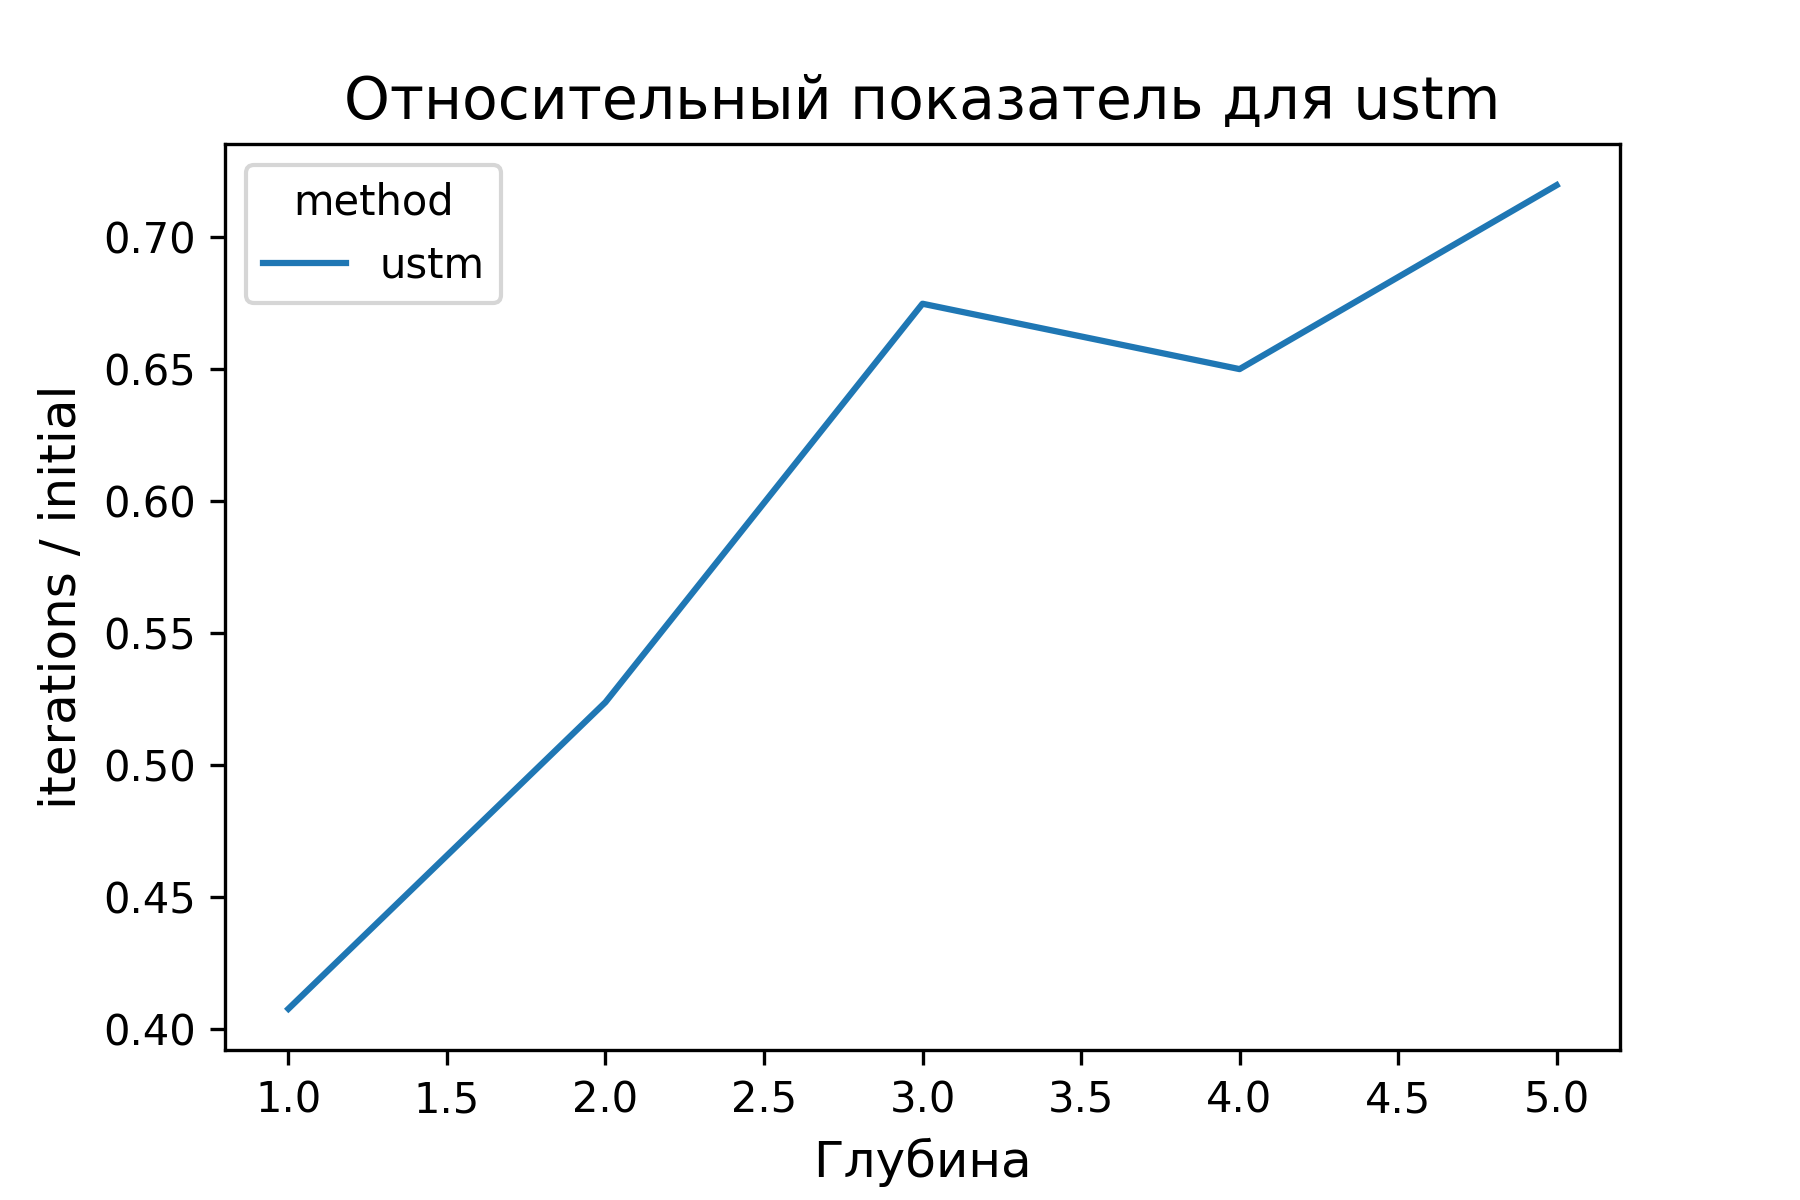 Относительный показатель для ustm
method
ustm
0.70
0.65
0.60
0.55
0.50
0.45
0.40
iterations / initial
1.0 1.5 2.0 2.5 3.0 3.5 4.0 4.5 5.0
Глубина